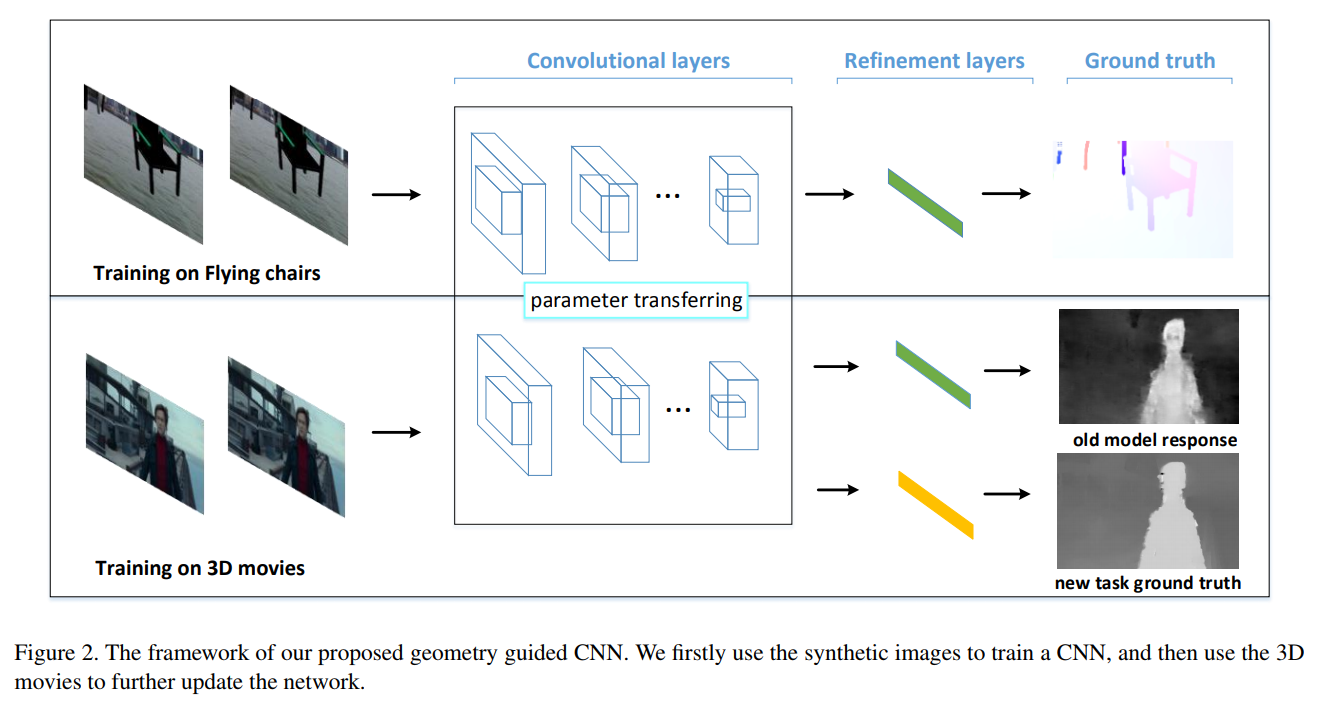 Convolutional layers
Refinement layers
Ground truth
...
Training on Flying chairs
parameter transferring
...
old model response
new task ground truth
Training on 3D movies
Figure 2. The framework of our proposed geometry guided CNN. We firstly use the synthetic images to train a CNN, and then use the 3D
movies to further update the network.